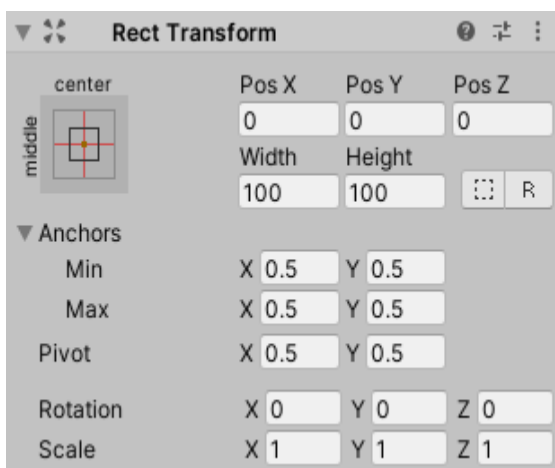 Rect Transform
center
middle
Pos X Pos Y Pos Z
0 0 0
Width Height
100 100 R
Anchors
Min X 0.5 Y 0.5
Max X 0.5 Y 0.5
Pivot X 0.5 Y 0.5
Rotation X 0 Y 0 Z 0
Scale X 1 Y 1 Z 1